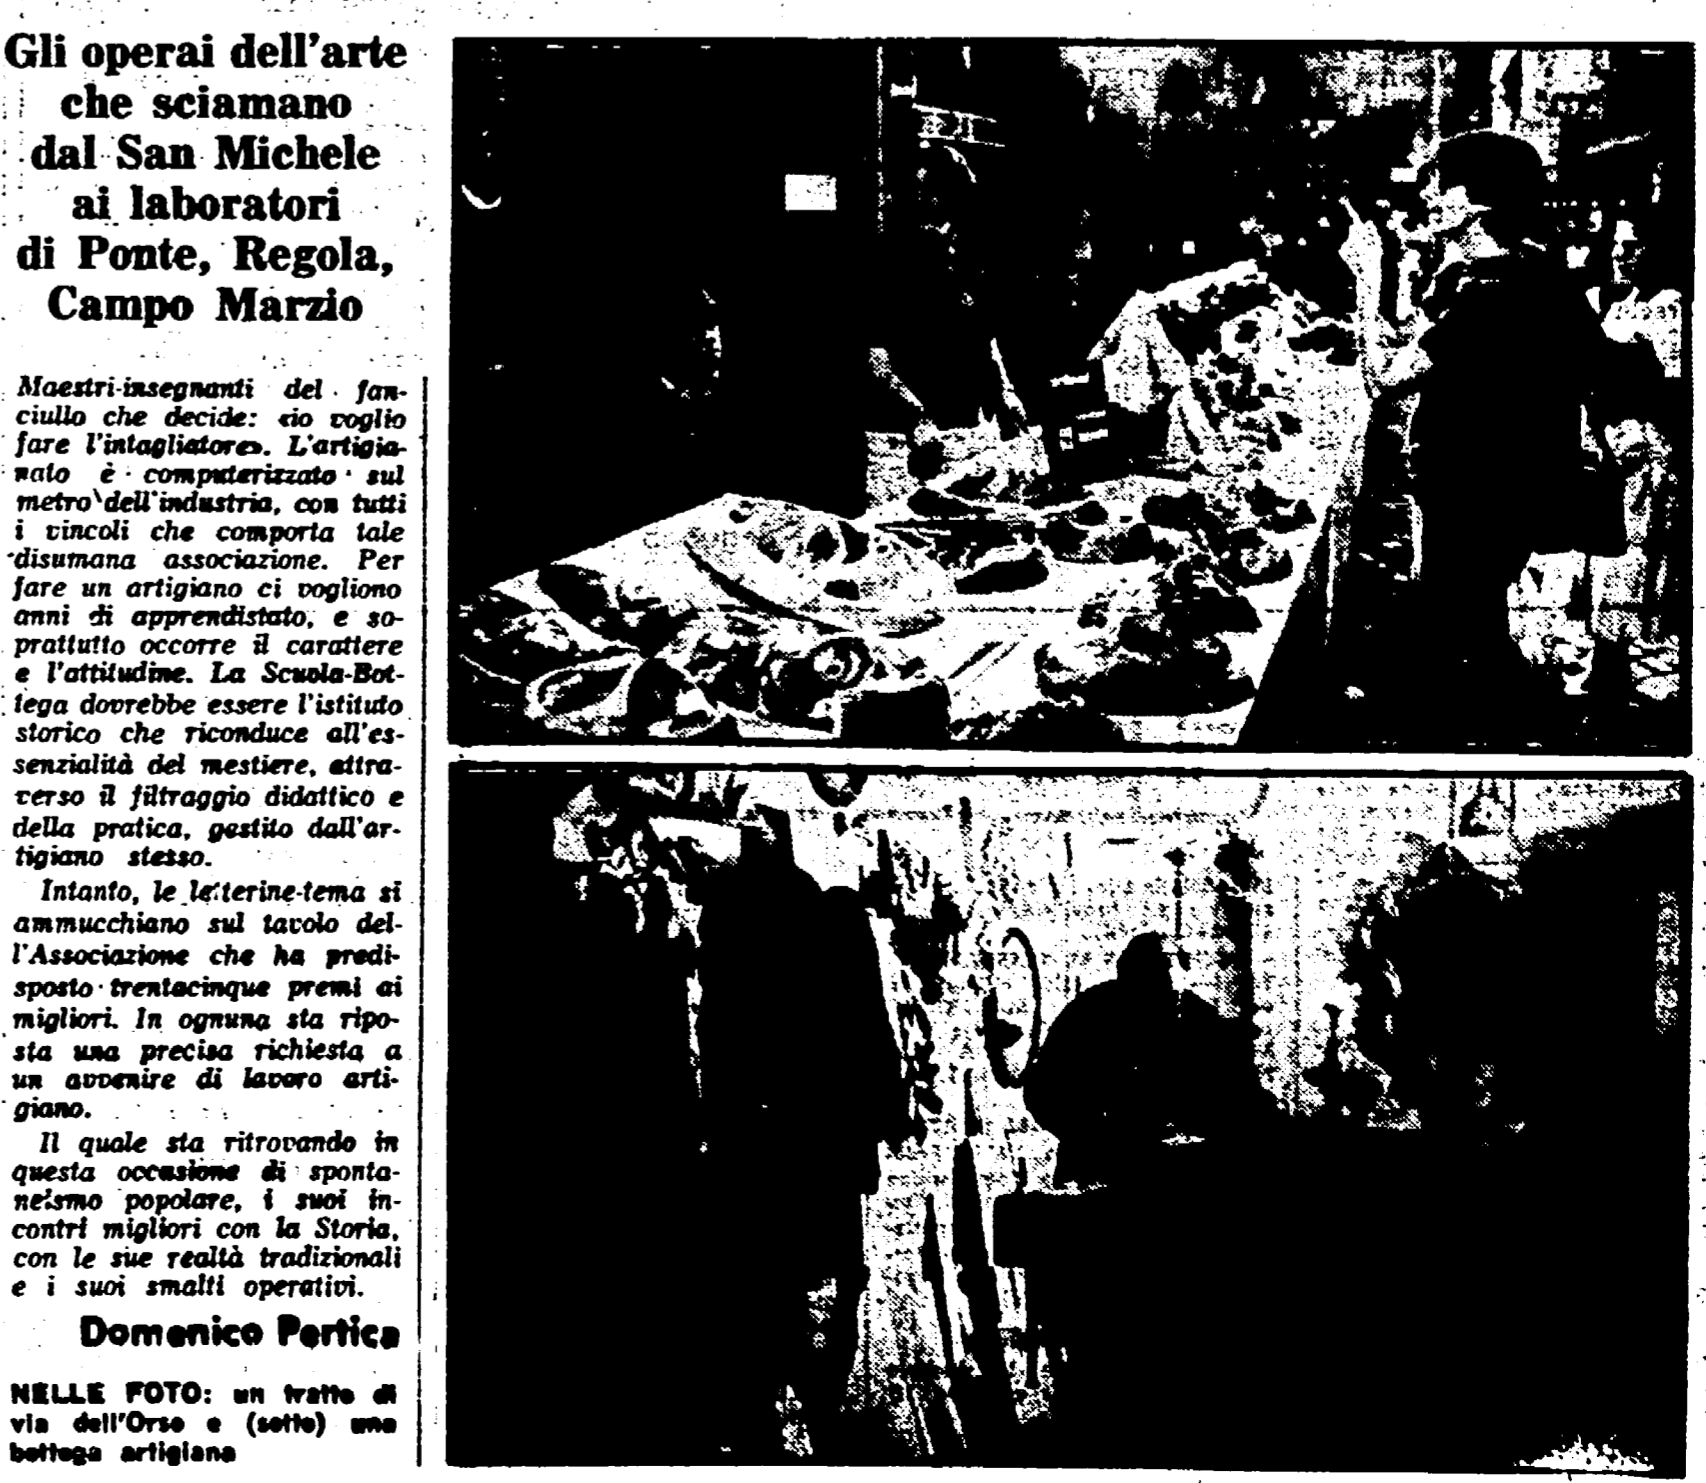 Gli operai dell'arte
che sciamano
dal San Michele
ai laboratori
di Ponte, Regola,
Campo Marzio
Maestri-insegnanti del fan-
ciullo che decide: «io voglio
fare l'intagliatore». L'artigia-
nato è computerizzato sul
metro dell'industria, con tutti
i vincoli che comporta tale
disumana associazione. Per
fare un artigiano ci vogliono
anni di apprendistato, e so-
prattutto occorre il carattere
e l'attitudine. La Scuola-Bot-
tega dovrebbe essere l'istituto
storico che riconduce all'es-
senzialità del mestiere, attra-
verso il filtraggio didattico e
della pratica, gestito dall'ar-
tigiano stesso.
Intanto, le letterine-tema si
ammucchiano sul tavolo del-
l'Associazione che ha predi-
sposto trentacinque premi ai
migliori. In ognuna sta ripo-
sta una precisa richiesta a
un avvenire di lavoro arti-
giano.
Il quale sta ritrovando in
questa occasione di sponta-
neismo popolare, i suoi in-
contri migliori con la Storia,
con le sue realtà tradizionali
e i suoi smalti operativi.
Domenico Pertica
NELLE FOTO: un tratto di
via dell'Orso e (sotto) una
bottega artigiana